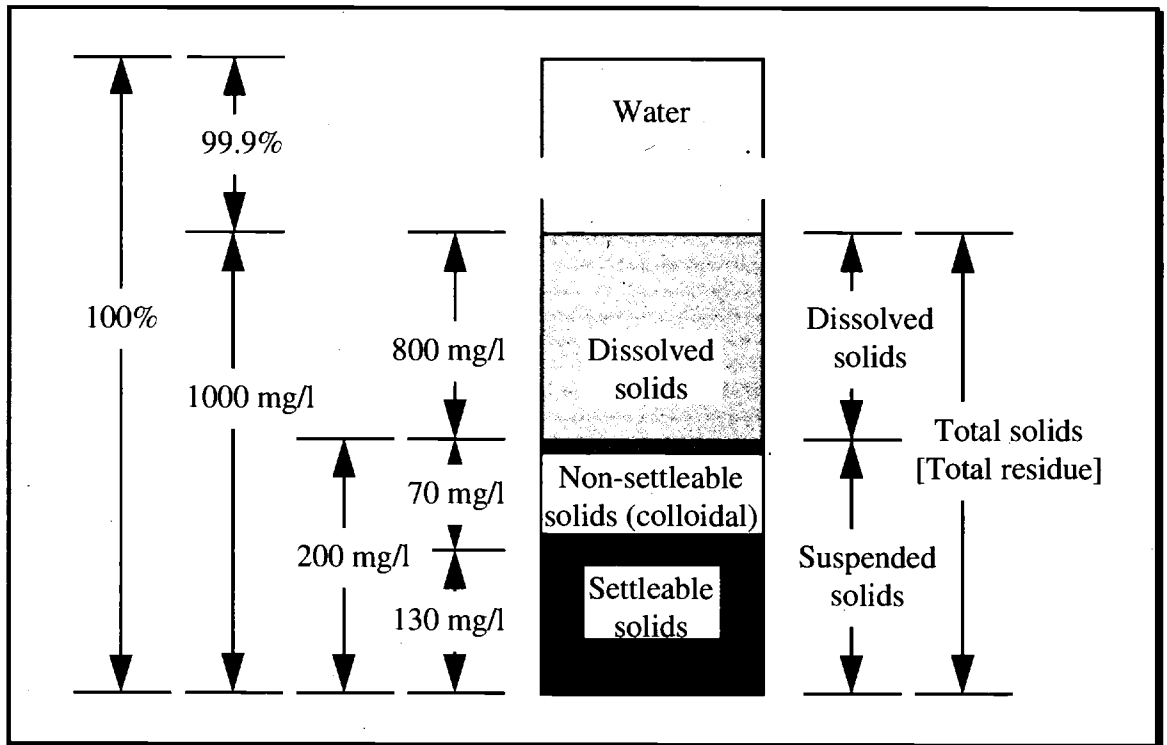 Water
99.9%
100%
800 mg/l
Dissolved
solids
Dissolved
solids
1000 mg/l
Total solids
[Total residue]
70 mg/l
Non-settleable
solids (colloidal)
200 mg/l
Suspended
solids
Settleable
solids
130 mg/l